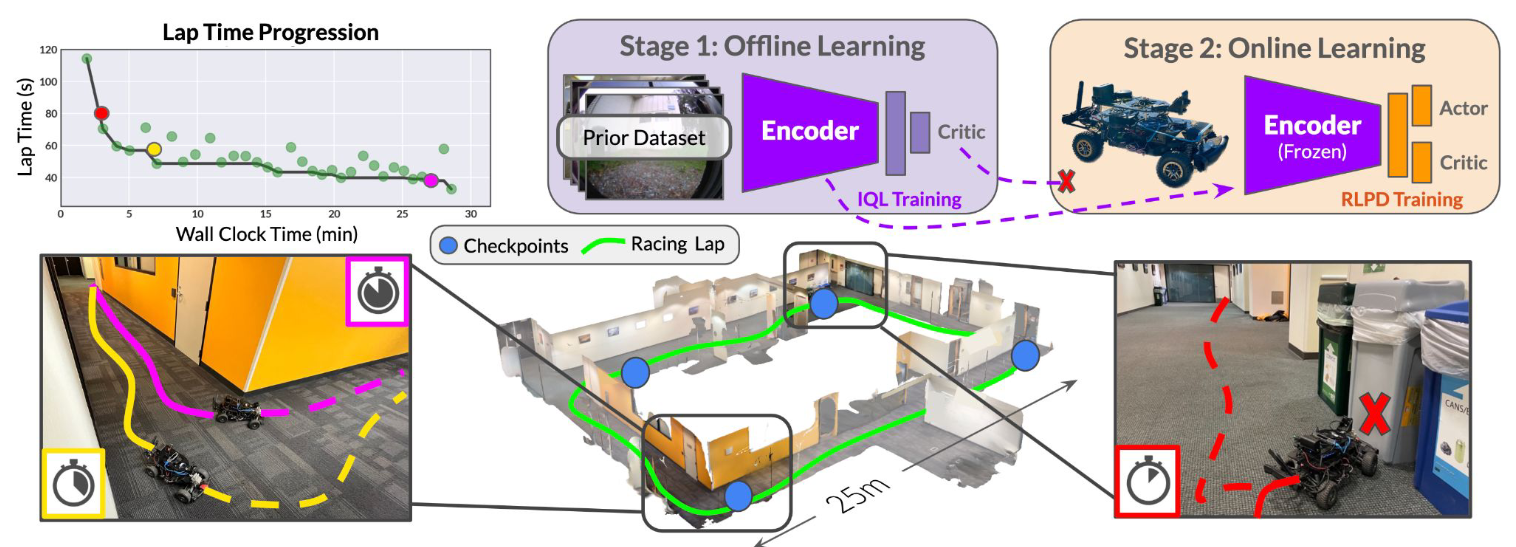 Lap Time Progression
Lap Time (s)
120
100
80
60
40
0
5
10
15
20
25
30
Wall Clock Time (min)
Stage 1: Offline Learning
Prior Dataset
Encoder
Critic
IQL Training
X
Stage 2: Online Learning
Encoder
(Frozen)
Actor
Critic
RLPD Training
Checkpoints
Racing Lap
25m
X